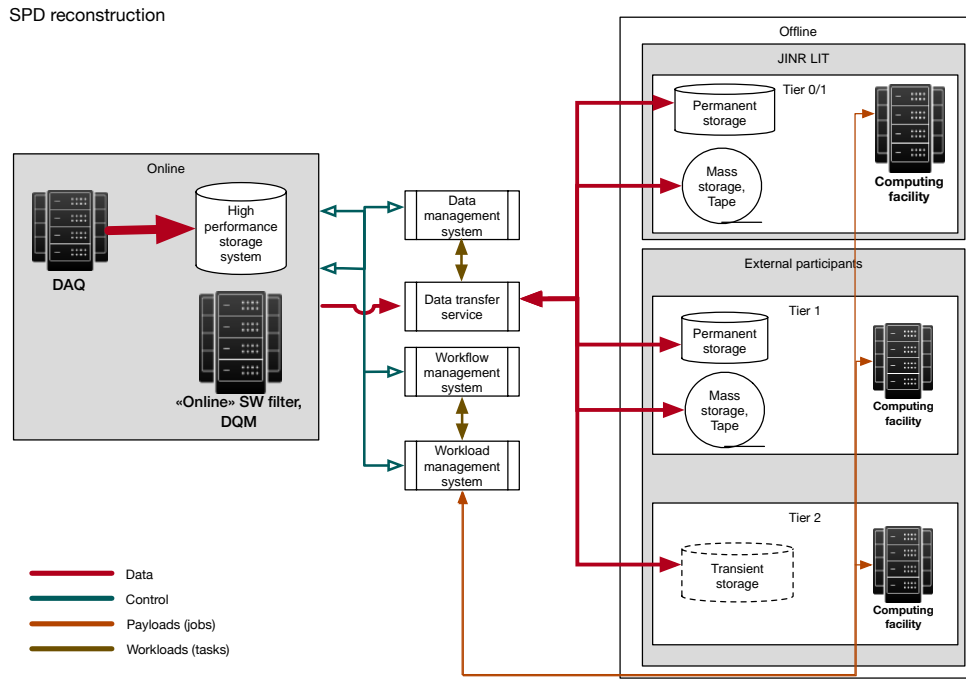 SPD reconstruction
Offline
JINR LIT
Tier 0/1
Permanent
storage
Mass
storage,
Tape
Computing
facility
Online
High
performance
storage
system
DAQ
«Online» SW filter,
DQM
Data
management
system
Data transfer
service
Workflow
management
system
Workload
management
system
External participants
Tier 1
Permanent
storage
Mass
storage,
Tape
Computing
facility
Tier 2
Transient
storage
Computing
facility
Data
Control
Payloads (jobs)
Workloads (tasks)